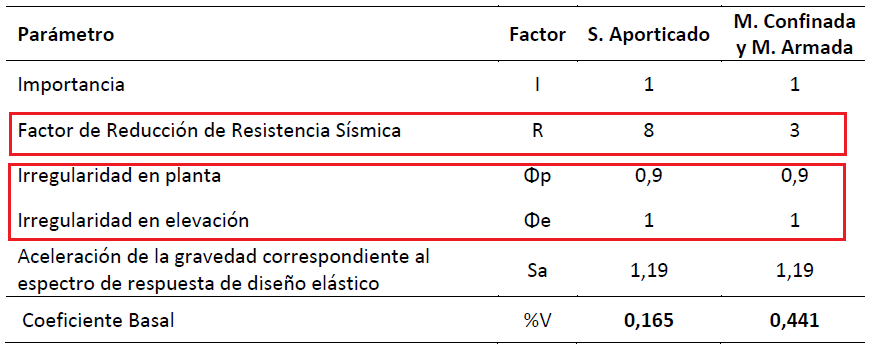 Parámetro Factor S. Aporticado M. Confinada y M. Armada
Importancia I 1 1
Factor de Reducción de Resistencia Sísmica R 8 3
Irregularidad en planta Φp 0,9 0,9
Irregularidad en elevación Φe 1 1
Aceleración de la gravedad correspondiente al
espectro de respuesta de diseño elástico Sa 1,19 1,19
Coeficiente Basal %V 0,165 0,441